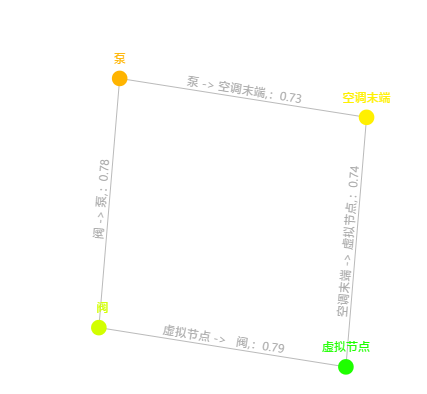 泵
泵 -> 空调末端,：0.73
空调末端
阀 -> 泵,：0.78
空调末端 -> 虚拟节点,：0.74
阀
虚拟节点 ->   阀,：0.79
虚拟节点